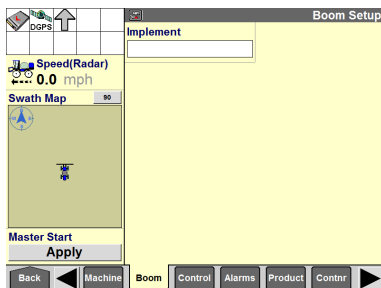 Boom Setup
DGPS
Implement
Speed(Radar)
0.0 mph
Swath Map 90
Master Start
Apply
Back Machine Boom Control Alarms Product Contnr